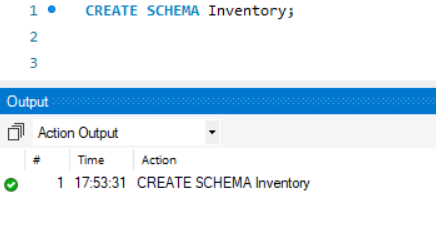 1 CREATE SCHEMA Inventory;
2
3
Output
Action Output
# Time Action
1 17:53:31 CREATE SCHEMA Inventory